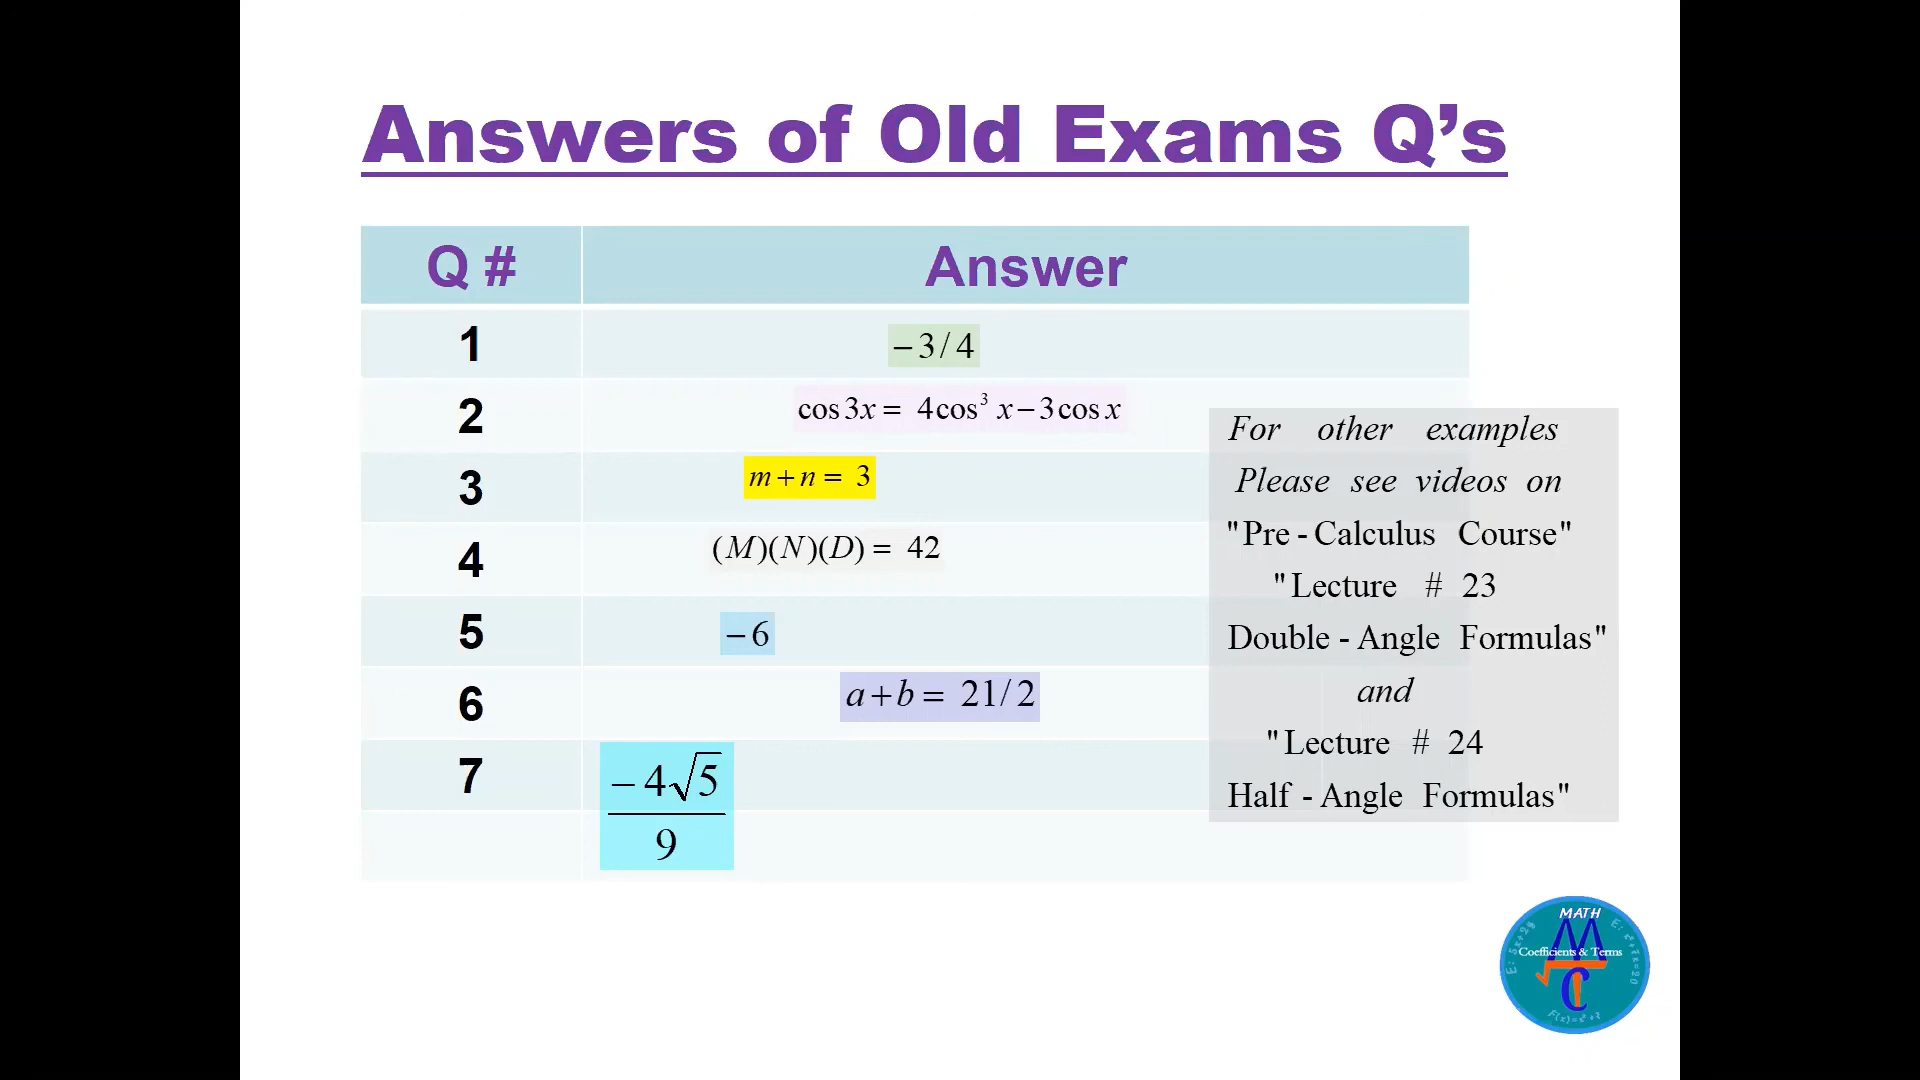 Answers of Old Exams Q’s
Q # Answer
1 −3/4
2 cos3x = 4cos³ x−3cos x
3 m+n = 3
4 (M)(N)(D) = 42
5 −6
6 a+b = 21/2
7 −4√5
9
For other examples
Please see videos on
"Pre-Calculus Course"
"Lecture # 23
Double-Angle Formulas"
and
"Lecture # 24
Half-Angle Formulas"
MATH
M
Coefficients & Terms
C